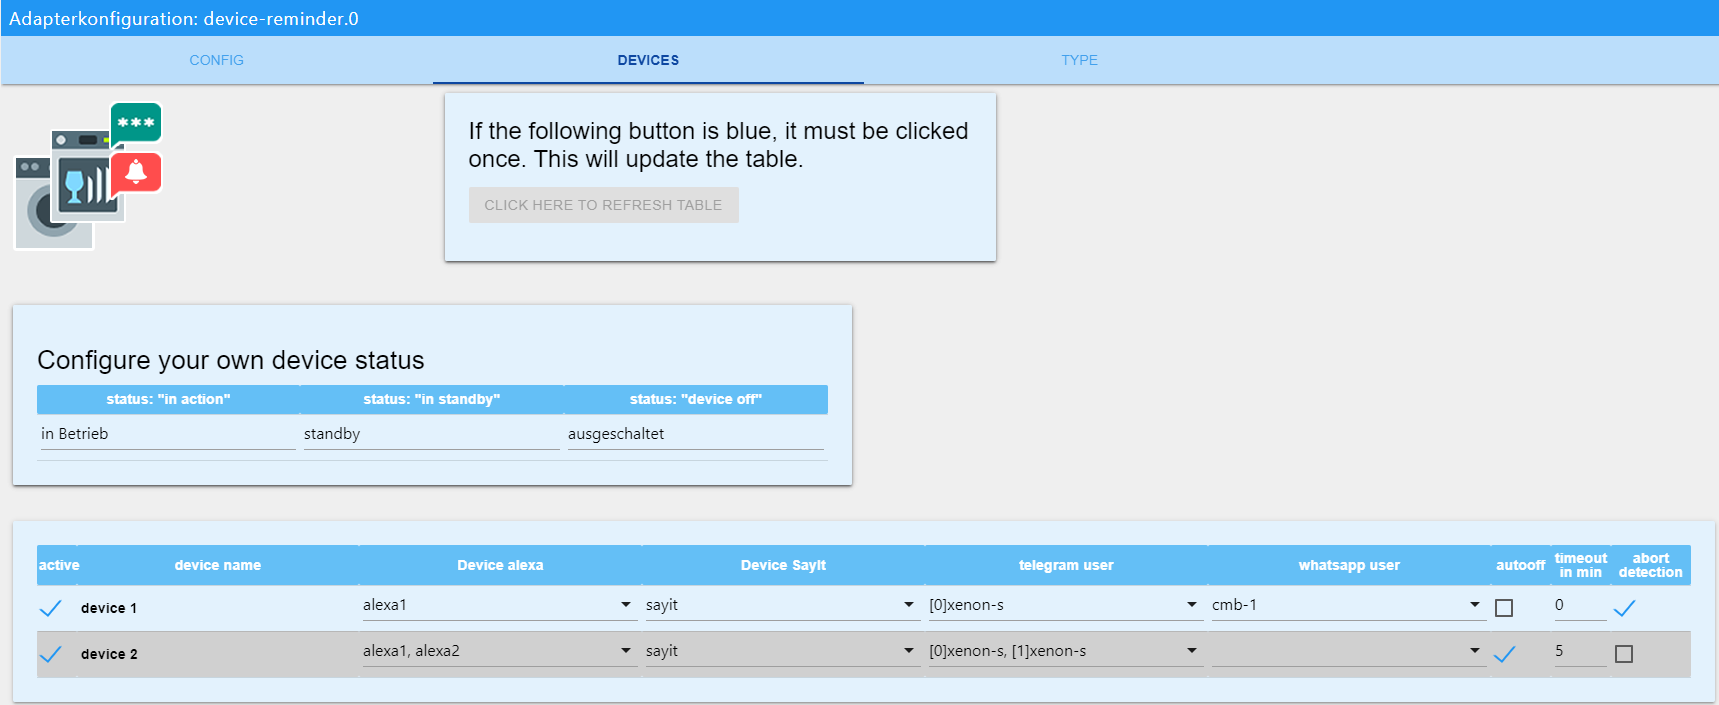 Adapterkonfiguration: device-reminder.0
CONFIG DEVICES TYPE
***
If the following button is blue, it must be clicked
once. This will update the table.
CLICK HERE TO REFRESH TABLE
Configure your own device status
status: "in action" status: "in standby" status: "device off"
in Betrieb standby ausgeschaltet
active device name Device alexa Device SayIt telegram user whatsapp user autooff timeout in min abort detection
device 1 alexa1 sayit [0]xenon-s cmb-1 0
device 2 alexa1, alexa2 sayit [0]xenon-s, [1]xenon-s 5